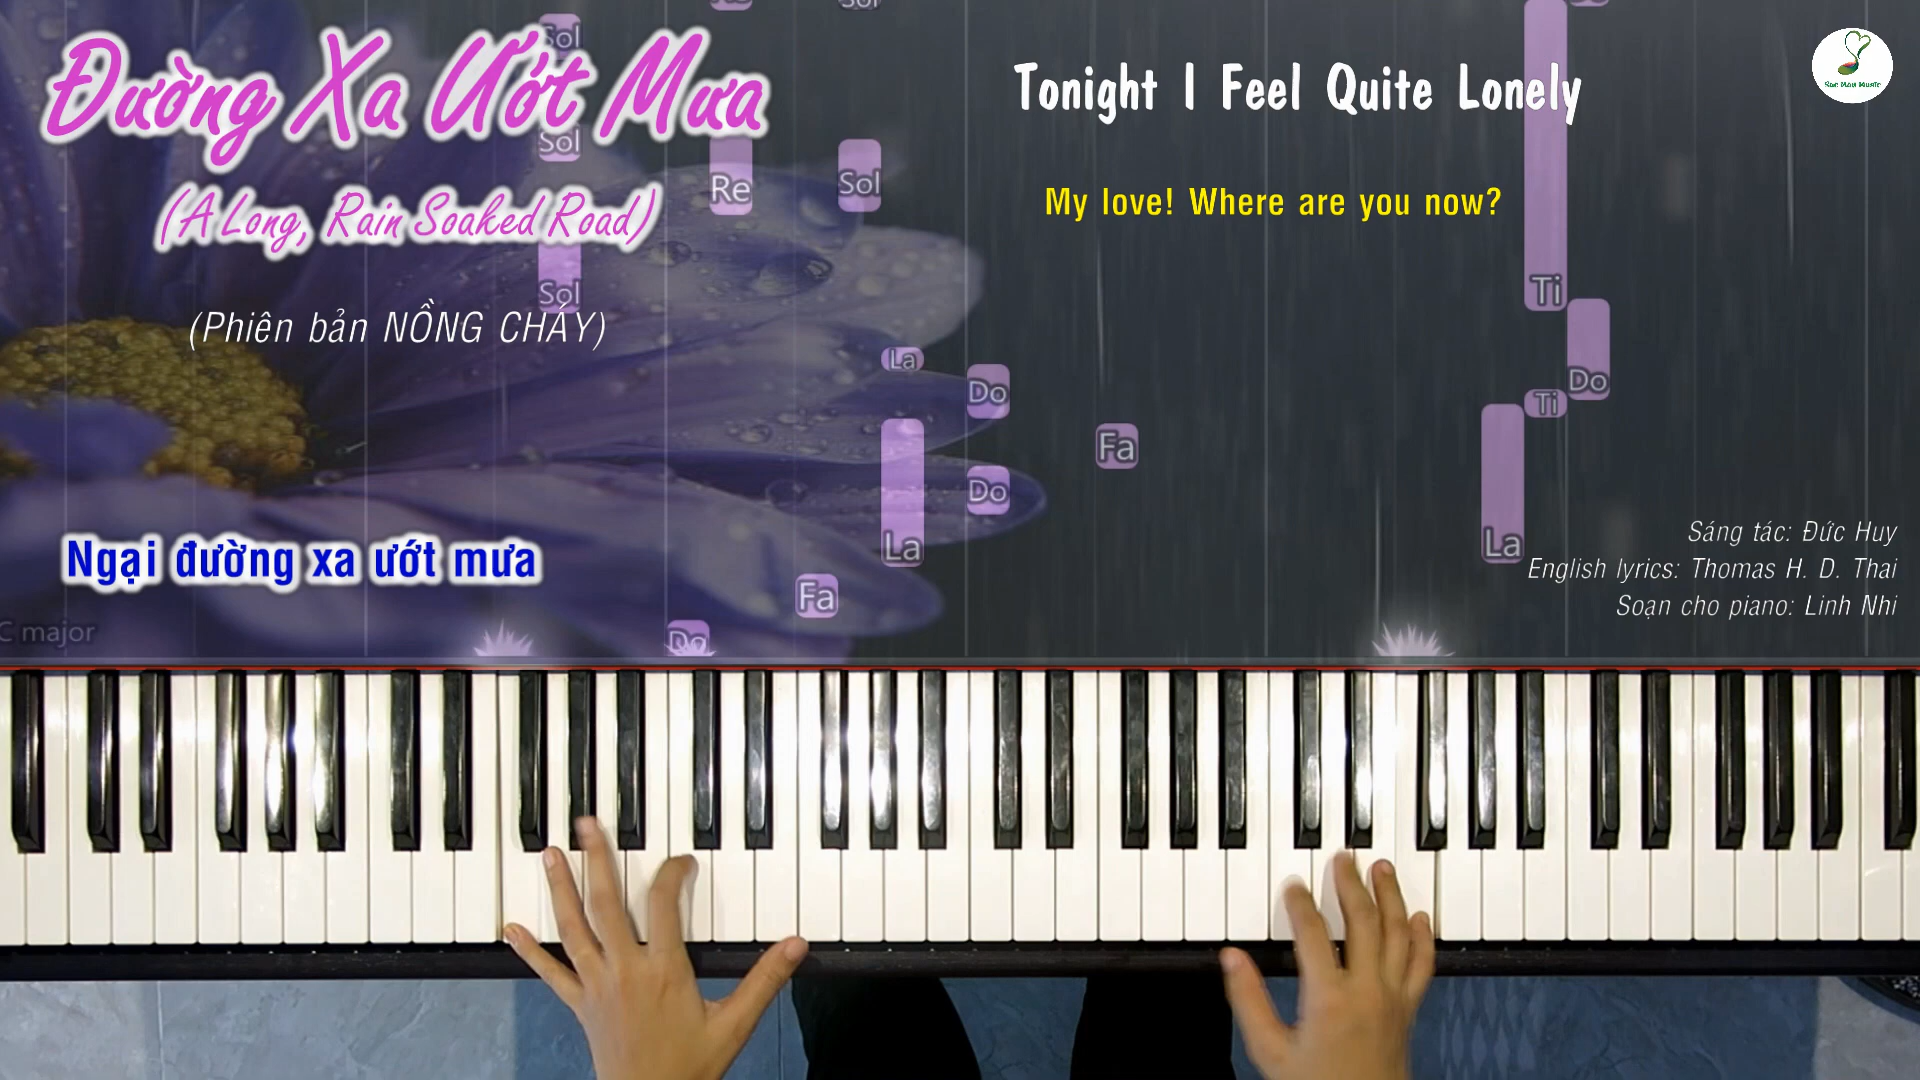 Đường Xa Ướt Mưa
(A Long, Rain Soaked Road)
(Phiên bản NỒNG CHÁY)
Tonight I Feel Quite Lonely
My love! Where are you now?
Ngại đường xa ướt mưa
Sáng tác: Đức Huy
English lyrics: Thomas H. D. Thai
Soạn cho piano: Linh Nhi
C major
Sol
Sol
Sol
Sol
Re
Sol
La
Do
La
Do
Fa
Fa
Do
Ti
Do
Ti
La